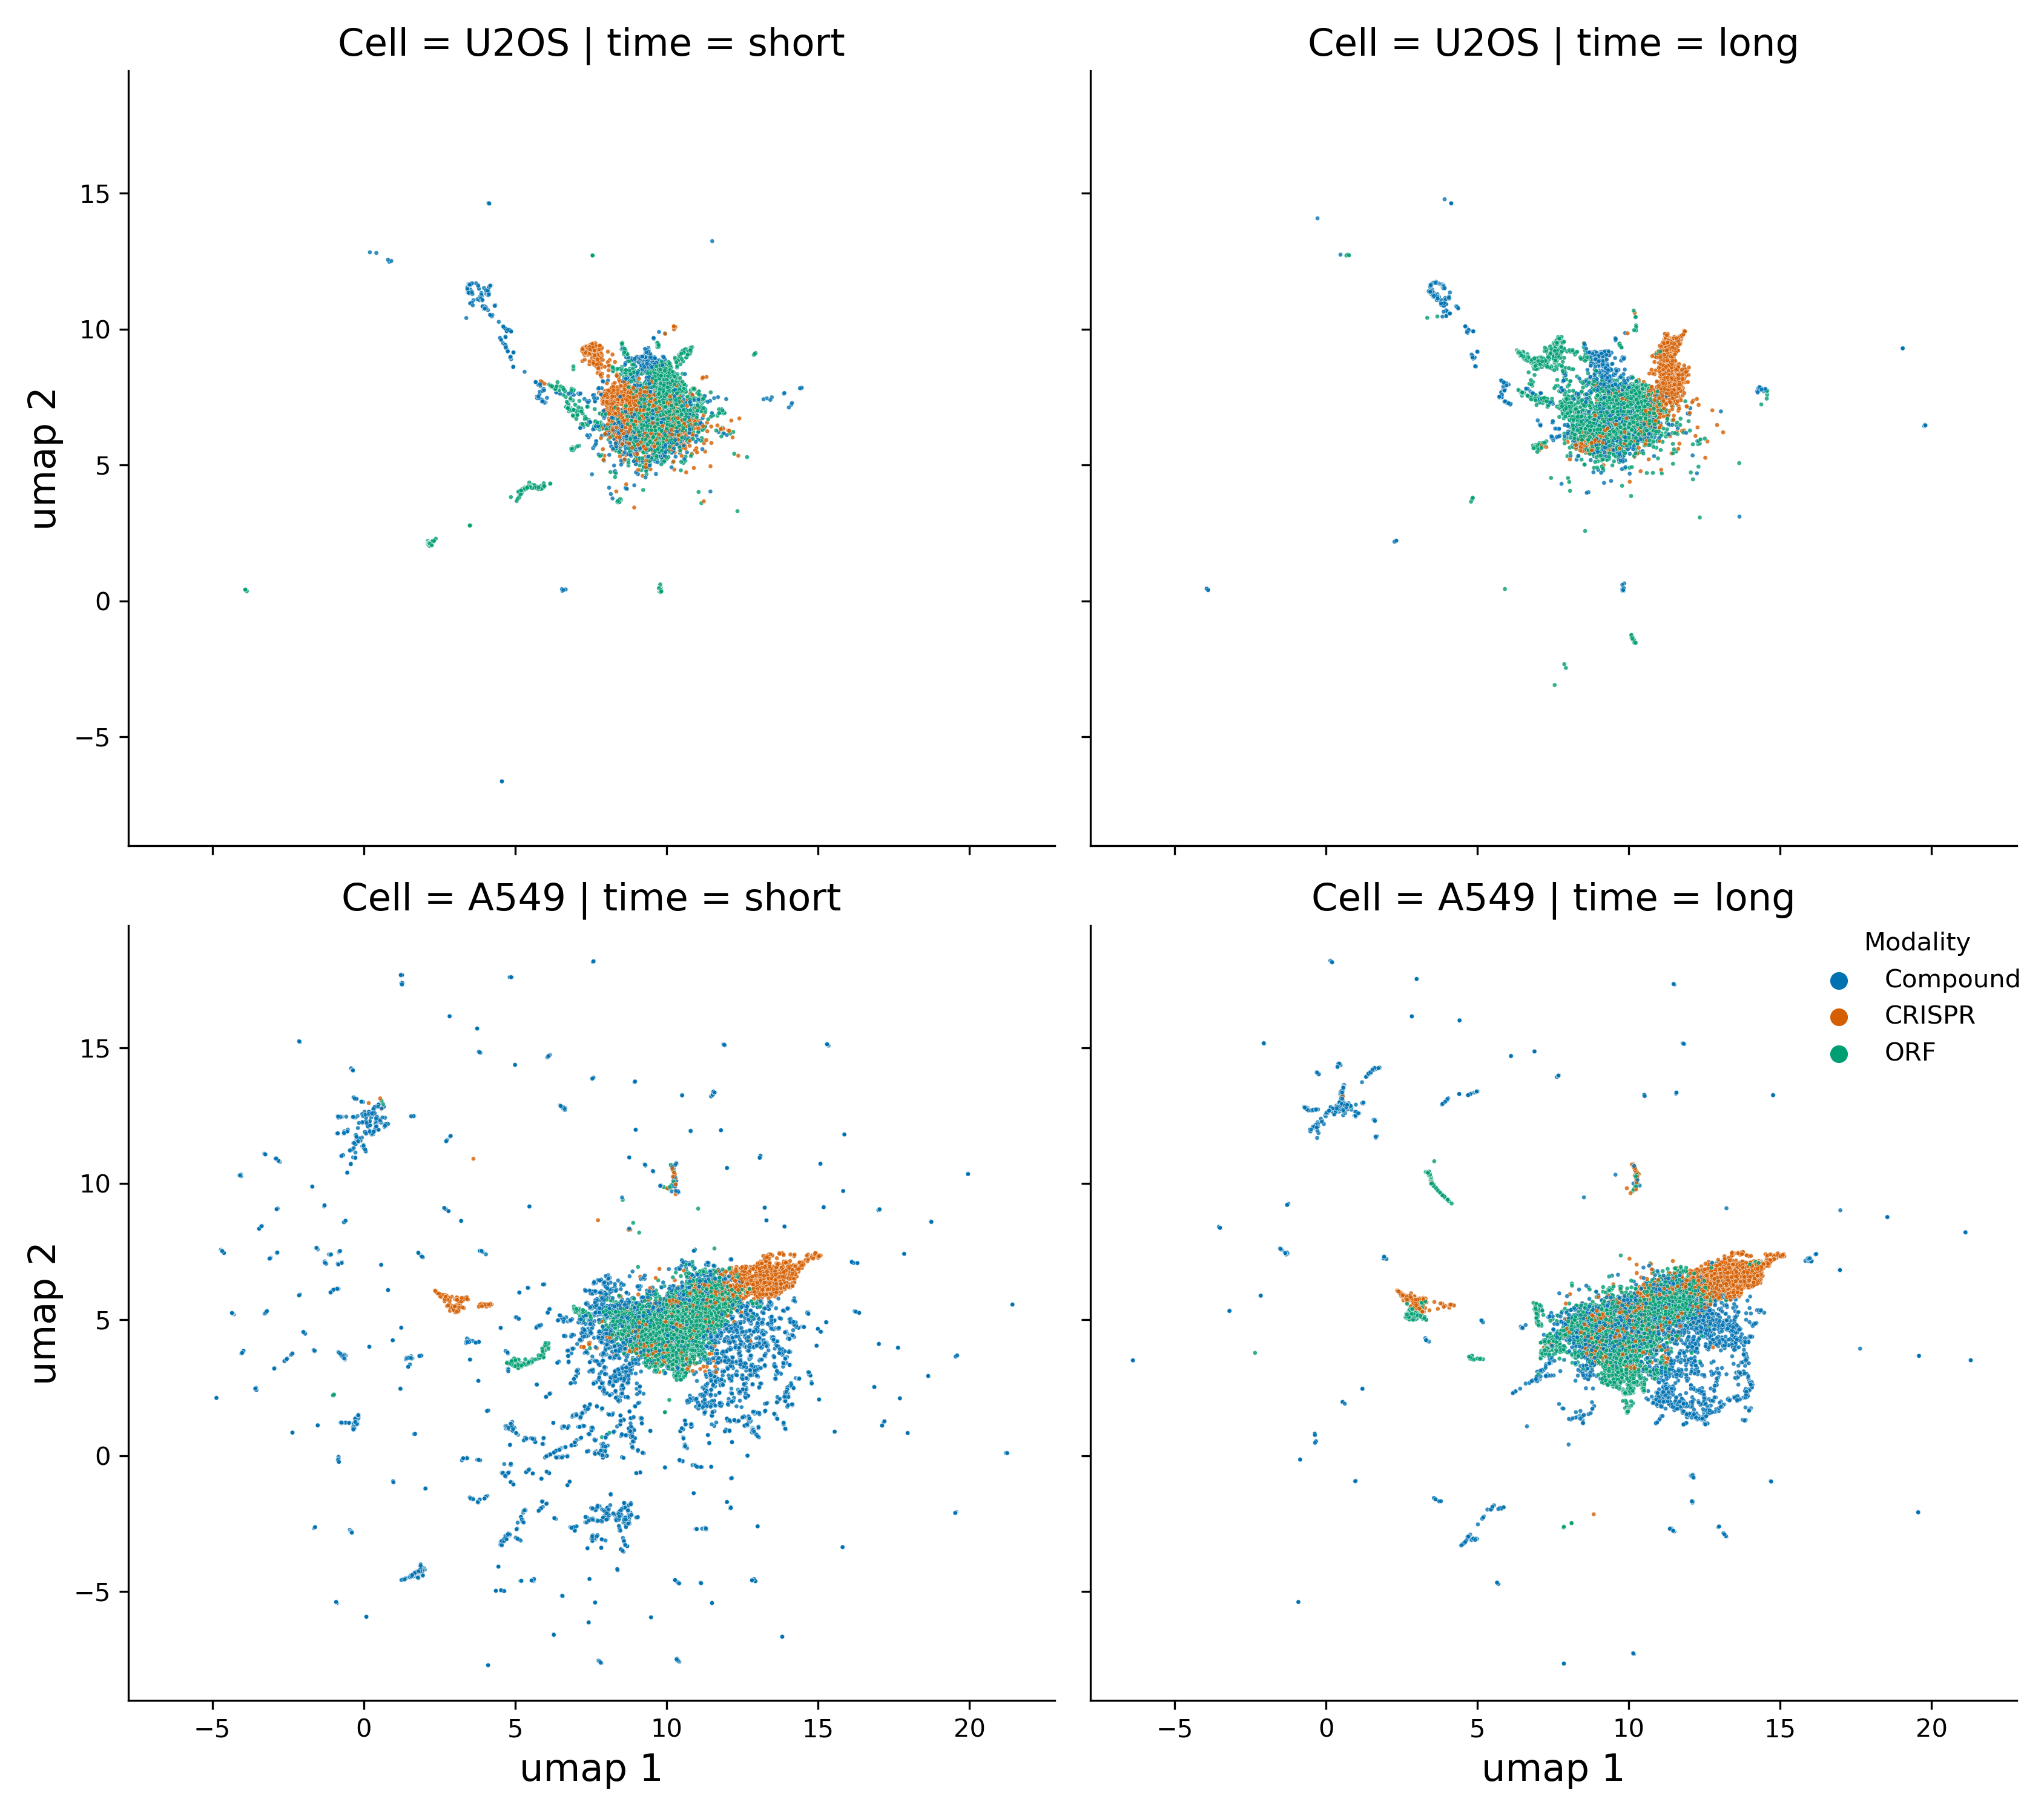 Cell = U2OS | time = short
Cell = U2OS | time = long
umap 2
15
10
5
0
−5
Cell = A549 | time = short
Cell = A549 | time = long
Modality
Compound
CRISPR
ORF
umap 2
15
10
5
0
−5
−5 0 5 10 15 20
−5 0 5 10 15 20
umap 1
umap 1